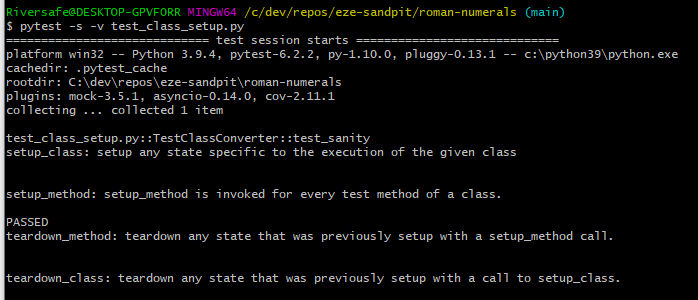 Riversafe@DESKTOP-GPVFORR MINGW64 /c/dev/repos/eze-sandpit/roman-numerals (main)
$ pytest -s -v test_class_setup.py
============================= test session starts =============================
platform win32 -- Python 3.9.4, pytest-6.2.2, py-1.10.0, pluggy-0.13.1 -- c:\python39\python.exe
cachedir: .pytest_cache
rootdir: C:\dev\repos\eze-sandpit\roman-numerals
plugins: mock-3.5.1, asyncio-0.14.0, cov-2.11.1
collecting ... collected 1 item
test_class_setup.py::TestClassConverter::test_sanity
setup_class: setup any state specific to the execution of the given class
setup_method: setup_method is invoked for every test method of a class.
PASSED
teardown_method: teardown any state that was previously setup with a setup_method call.
teardown_class: teardown any state that was previously setup with a call to setup_class.